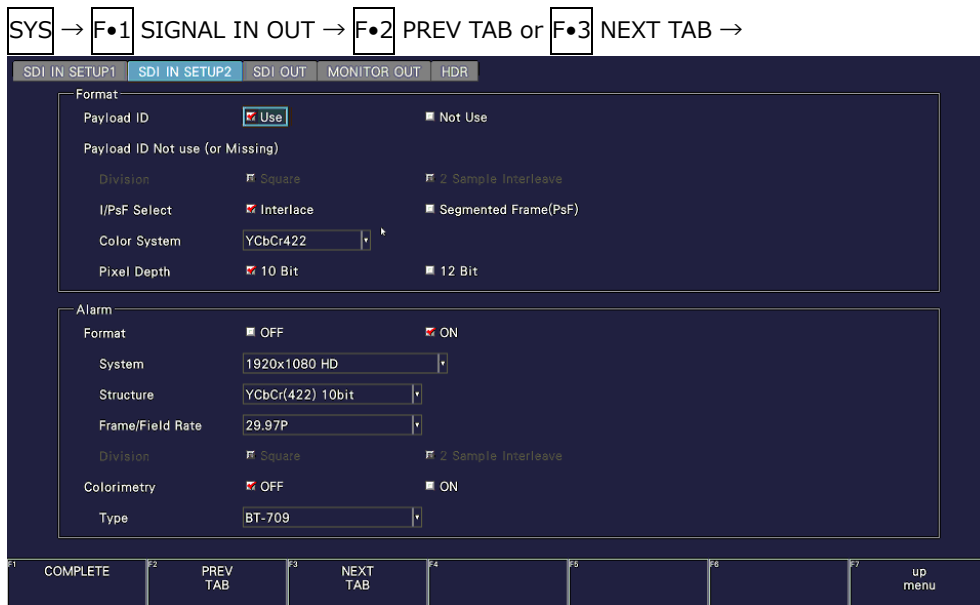 SYS → F•1 SIGNAL IN OUT → F•2 PREV TAB or F•3 NEXT TAB →
SDI IN SETUP1 SDI IN SETUP2 SDI OUT MONITOR OUT HDR
Format
Payload ID Use Not Use
Payload ID Not use (or Missing)
Division Square 2 Sample Interleave
I/PsF Select Interlace Segmented Frame(PsF)
Color System YCbCr422
Pixel Depth 10 Bit 12 Bit
Alarm
Format OFF ON
System 1920x1080 HD
Structure YCbCr(422) 10bit
Frame/Field Rate 29.97P
Division Square 2 Sample Interleave
Colorimetry OFF ON
Type BT-709
F1 COMPLETE F2 PREV F3 NEXT F4 F5 F6 F7 up
TAB TAB menu